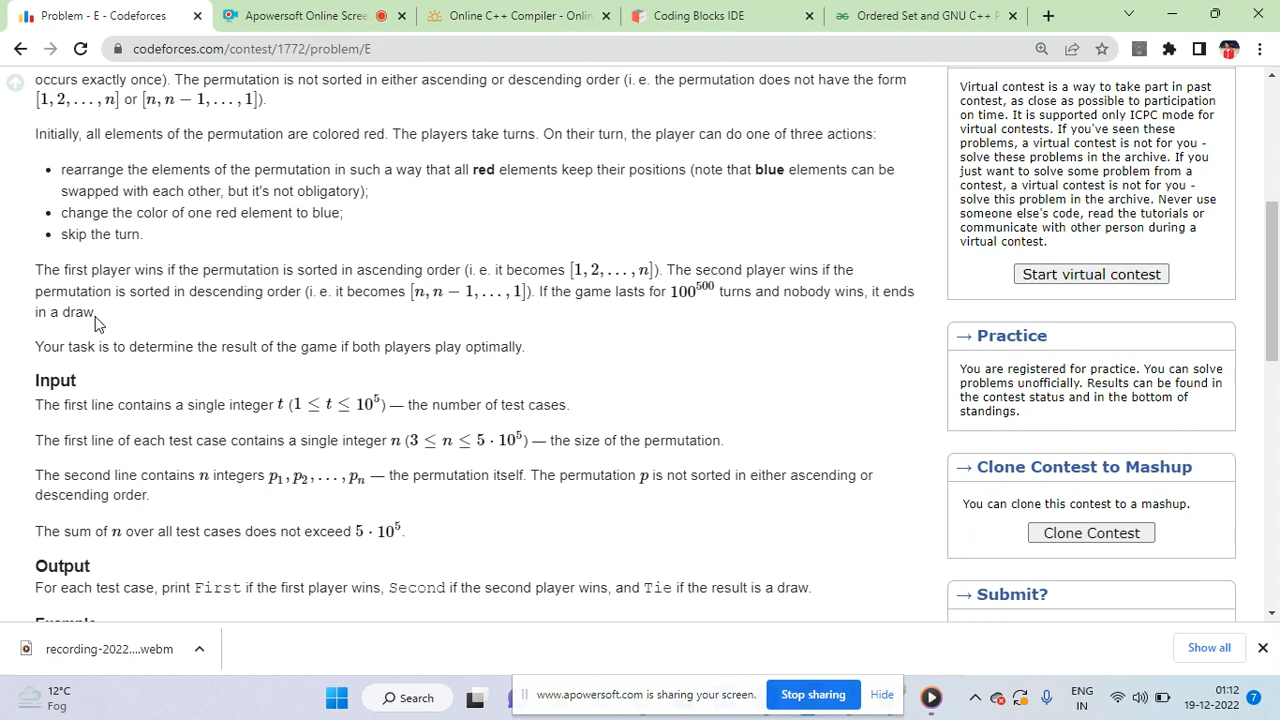 Problem - E - Codeforces
Apowersoft Online Scree
Online C++ Compiler - Onlin
Coding Blocks IDE
Ordered Set and GNU C++ P
codeforces.com/contest/1772/problem/E
occurs exactly once). The permutation is not sorted in either ascending or descending order (i. e. the permutation does not have the form
[1, 2, . . . , n] or [n, n − 1, . . . , 1]).
Initially, all elements of the permutation are colored red. The players take turns. On their turn, the player can do one of three actions:
• rearrange the elements of the permutation in such a way that all red elements keep their positions (note that blue elements can be
swapped with each other, but it's not obligatory);
• change the color of one red element to blue;
• skip the turn.
The first player wins if the permutation is sorted in ascending order (i. e. it becomes [1, 2, . . . , n]). The second player wins if the
permutation is sorted in descending order (i. e. it becomes [n, n − 1, . . . , 1]). If the game lasts for 100^500 turns and nobody wins, it ends
in a draw.
Your task is to determine the result of the game if both players play optimally.
Input
The first line contains a single integer t (1 ≤ t ≤ 10^5) — the number of test cases.
The first line of each test case contains a single integer n (3 ≤ n ≤ 5 · 10^5) — the size of the permutation.
The second line contains n integers p1, p2, . . . , pn — the permutation itself. The permutation p is not sorted in either ascending or
descending order.
The sum of n over all test cases does not exceed 5 · 10^5.
Output
For each test case, print First if the first player wins, Second if the second player wins, and Tie if the result is a draw.
Virtual contest is a way to take part in past
contest, as close as possible to participation
on time. It is supported only ICPC mode for
virtual contests. If you've seen these
problems, a virtual contest is not for you -
solve these problems in the archive. If you
just want to solve some problem from a
contest, a virtual contest is not for you -
solve this problem in the archive. Never use
someone else's code, read the tutorials or
communicate with other person during a
virtual contest.
Start virtual contest
→ Practice
You are registered for practice. You can solve
problems unofficially. Results can be found in
the contest status and in the bottom of
standings.
→ Clone Contest to Mashup
You can clone this contest to a mashup.
Clone Contest
→ Submit?
recording-2022....webm
Show all
12°C
Fog
Search
www.apowersoft.com is sharing your screen.
Stop sharing
Hide
ENG
IN
01:12
19-12-2022
7